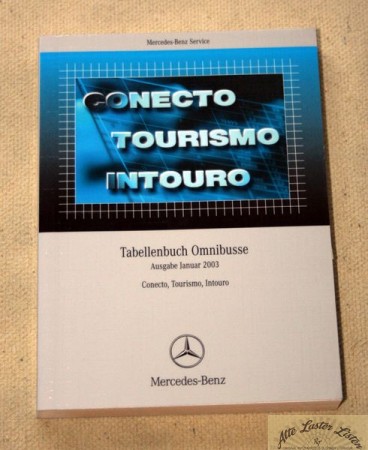 Mercedes-Benz Service
CONECTO
TOURISMO
INTOURO
Tabellenbuch Omnibusse
Ausgabe Januar 2003
Conecto, Tourismo, Intouro
Mercedes-Benz
Alte Laster Listen